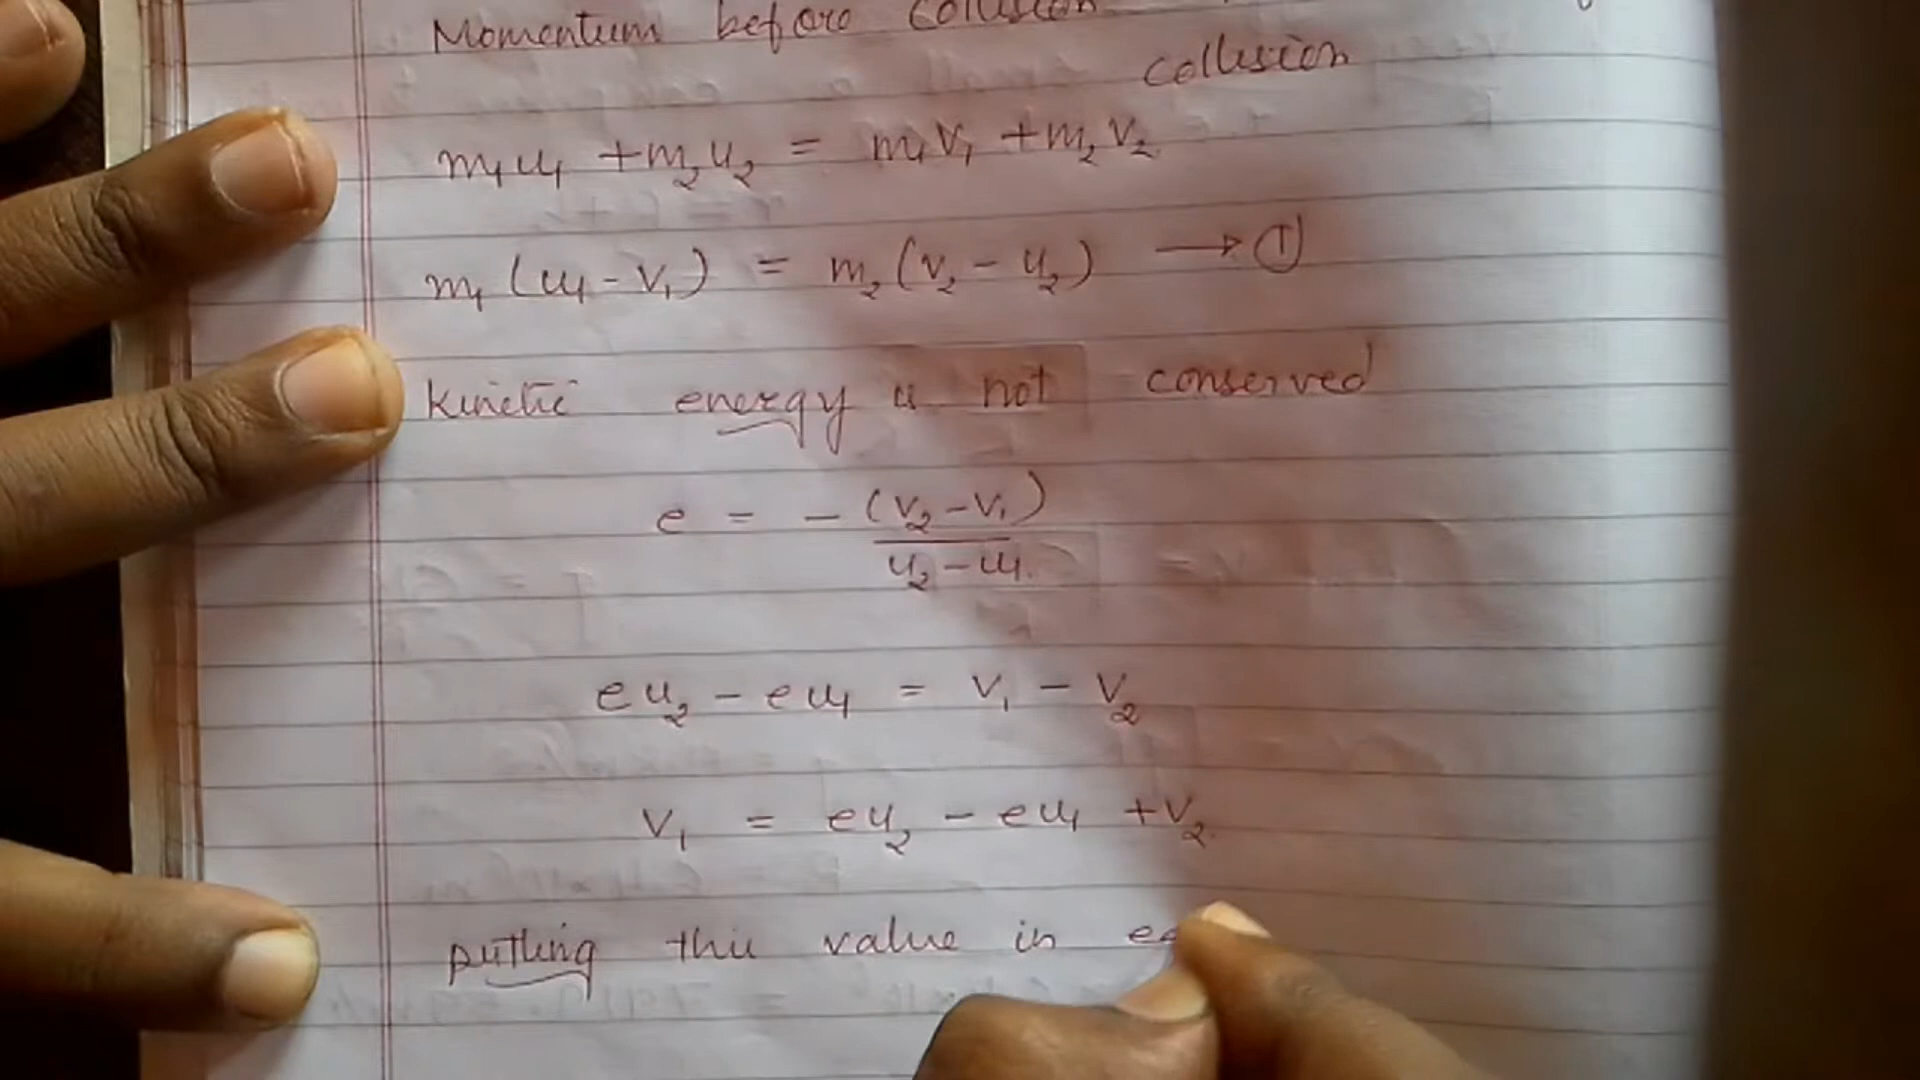 Momentum before collision
collision
m₁u₁ + m₂u₂ = m₁v₁ + m₂v₂
m₁(u₁ - v₁) = m₂(v₂ - u₂) → ①
Kinetic energy is not conserved
e = - (v₂ - v₁)
u₂ - u₁
eu₂ - eu₁ = v₁ - v₂
v₁ = eu₂ - eu₁ + v₂
putting this value in